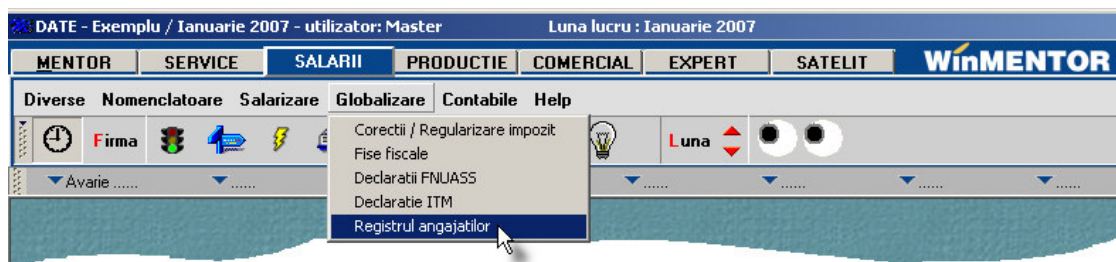 DATE - Exemplu / Ianuarie 2007 - utilizator: Master Luna lucru : Ianuarie 2007
MENTOR SERVICE SALARII PRODUCTIE COMERCIAL EXPERT SATELIT WinMENTOR
Diverse Nomenclatoare Salarizare Globalizare Contabile Help
Firma Luna
Corectii / Regularizare impozit
Fise fiscale
Declaratii FNUASS
Declaratie ITM
Registrul angajatilor
Avarie ...... ...... ...... ...... ...... ......